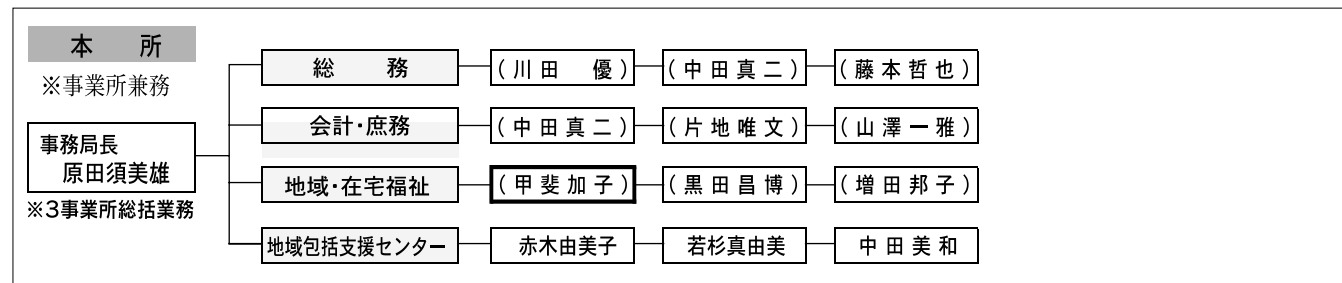 本　所
※事業所兼務
事務局長
原田須美雄
※3事業所総括業務
総　務 (川田　優) (中田真二) (藤本哲也)
会計・庶務 (中田真二) (片地唯文) (山澤一雅)
地域・在宅福祉 (甲斐加子) (黒田昌博) (増田邦子)
地域包括支援センター 赤木由美子 若杉真由美 中田美和